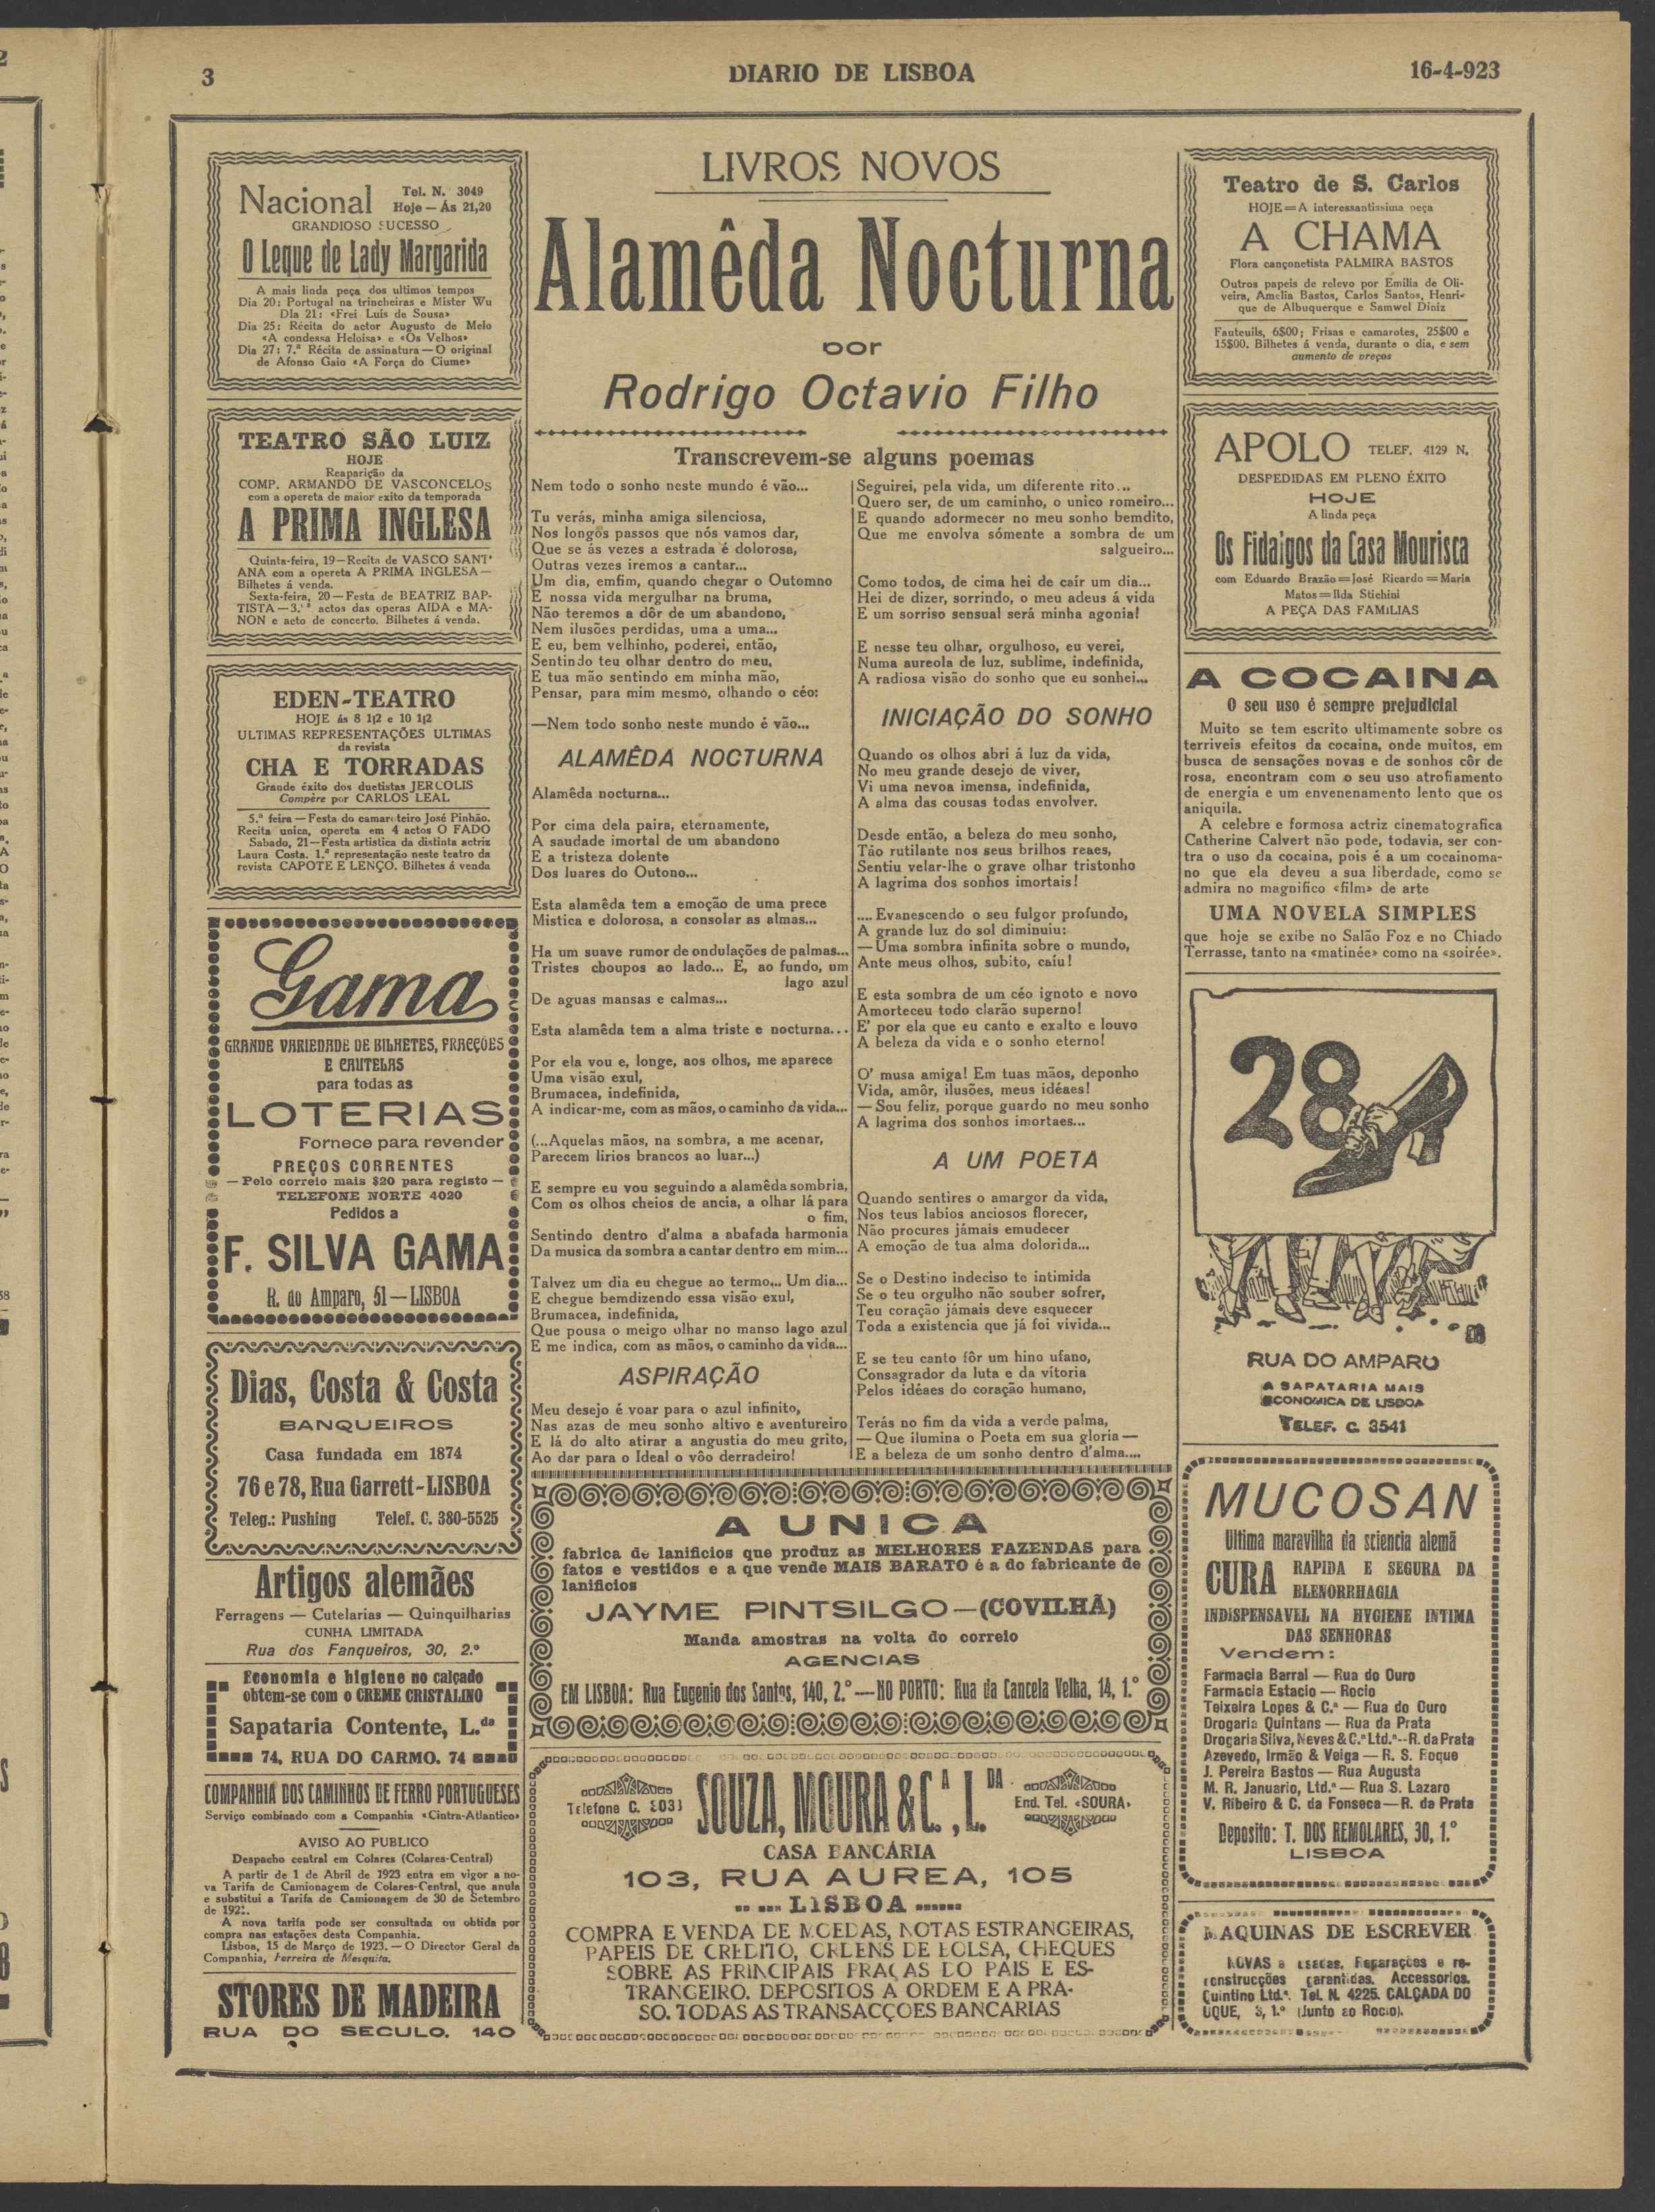 3
DIARIO DE LISBOA
16-4-923
Nacional
Tel. N. 3049
Hoje — Ás 21,20
GRANDIOSO SUCESSO
O Leque de Lady Margarida
A mais linda peça dos ultimos tempos
Dia 20: Portugal na trincheiras e Mister Wu
Dia 21: «Frei Luis de Sousa»
Dia 25: Récita do actor Augusto de Melo
«A condessa Heloisa» e «Os Velhos»
Dia 27: 7.ª Récita de assinatura — O original
de Afonso Gaio «A Força do Ciume»
TEATRO SÃO LUIZ
HOJE
Reaparição da
COMP. ARMANDO DE VASCONCELOS
com a opereta de maior exito da temporada
A PRIMA INGLESA
Quinta-feira, 19—Recita de VASCO SANT'
ANA com a opereta A PRIMA INGLESA—
Bilhetes á venda.
Sexta-feira, 20—Festa de BEATRIZ BAP-
TISTA—3.ºˢ actos das operas AIDA e MA-
NON e acto de concerto. Bilhetes á venda.
EDEN-TEATRO
HOJE ás 8 1|2 e 10 1|2
ULTIMAS REPRESENTAÇÕES ULTIMAS
da revista
CHA E TORRADAS
Grande éxito dos duetistas JERCOLIS
Compère por CARLOS LEAL
5.ª feira — Festa do camaroteiro José Pinhão.
Recita unica, opereta em 4 actos O FADO
Sabado, 21—Festa artistica da distinta actriz
Laura Costa. 1.ª representação neste teatro da
revista CAPOTE E LENÇO. Bilhetes á venda
Gama
GRANDE VARIEDADE DE BILHETES, FRACÇÕES
E CAUTELAS
para todas as
LOTERIAS
Fornece para revender
PREÇOS CORRENTES
— Pelo correio mais $20 para registo —
TELEFONE NORTE 4020
Pedidos a
F. SILVA GAMA
R. do Amparo, 51—LISBOA
Dias, Costa & Costa
BANQUEIROS
Casa fundada em 1874
76 e 78, Rua Garrett-LISBOA
Teleg.: Pushing Telef. C. 380-5525
Artigos alemães
Ferragens — Cutelarias — Quinquilharias
CUNHA LIMITADA
Rua dos Fanqueiros, 30, 2.º
Economia e higiene no calçado
obtem-se com o CREME CRISTALINO
Sapataria Contente, L.da
74, RUA DO CARMO. 74
COMPANHIA DOS CAMINHOS DE FERRO PORTUGUESES
Serviço combinado com a Companhia «Cintra-Atlantico»
AVISO AO PUBLICO
Despacho central em Colares (Colares-Central)
A partir de 1 de Abril de 1923 entra em vigor a no-
va Tarifa de Camionagem de Colares-Central, que anula
e substitui a Tarifa de Camionagem de 30 de Setembro
de
A nova tarifa pode ser consultada ou obtida por
compra nas estações desta Companhia.
Lisboa, 15 de Março de 1923.—O Director Geral da
Companhia, Ferreira de Mesquita.
STORES DE MADEIRA
RUA DO SECULO. 140
LIVROS NOVOS
Alamêda Nocturna
por
Rodrigo Octavio Filho
Transcrevem-se alguns poemas
Nem todo o sonho neste mundo é vão...
Tu verás, minha amiga silenciosa,
Nos longos passos que nós vamos dar,
Que se ás vezes a estrada é dolorosa,
Outras vezes iremos a cantar...
Um dia, emfim, quando chegar o Outomno
E nossa vida mergulhar na bruma,
Não teremos a dôr de um abandono,
Nem ilusões perdidas, uma a uma...
E eu, bem velhinho, poderei, então,
Sentindo teu olhar dentro do meu,
E tua mão sentindo em minha mão,
Pensar, para mim mesmo, olhando o céo:
—Nem todo sonho neste mundo é vão...
ALAMÊDA NOCTURNA
Alamêda nocturna...
Por cima dela paira, eternamente,
A saudade imortal de um abandono
E a tristeza dolente
Dos luares do Outono...
Esta alamêda tem a emoção de uma prece
Mistica e dolorosa, a consolar as almas...
Ha um suave rumor de ondulações de palmas...
Tristes choupos ao lado... E, ao fundo, um
lago azul
De aguas mansas e calmas...
Esta alamêda tem a alma triste e nocturna...
Por ela vou e, longe, aos olhos, me aparece
Uma visão exul,
Brumacea, indefinida,
A indicar-me, com as mãos, o caminho da vida...
(...Aquelas mãos, na sombra, a me acenar,
Parecem lirios brancos ao luar...)
E sempre eu vou seguindo a alamêda sombria,
Com os olhos cheios de ancia, a olhar lá para
o fim,
Sentindo dentro d'alma a abafada harmonia
Da musica da sombra a cantar dentro em mim...
Talvez um dia eu chegue ao termo... Um dia...
E chegue bemdizendo essa visão exul,
Brumacea, indefinida,
Que pousa o meigo olhar no manso lago azul
E me indica, com as mãos, o caminho da vida...
ASPIRAÇÃO
Meu desejo é voar para o azul infinito,
Nas azas de meu sonho altivo e aventureiro
E lá do alto atirar a angustia do meu grito,
Ao dar para o Ideal o vôo derradeiro!
Seguirei, pela vida, um diferente rito...
Quero ser, de um caminho, o unico romeiro...
E quando adormecer no meu sonho bemdito,
Que me envolva sómente a sombra de um
salgueiro...
Como todos, de cima hei de caír um dia...
Hei de dizer, sorrindo, o meu adeus á vida
E um sorriso sensual será minha agonia!
E nesse teu olhar, orgulhoso, eu verei,
Numa aureola de luz, sublime, indefinida,
A radiosa visão do sonho que eu sonhei...
INICIAÇÃO DO SONHO
Quando os olhos abri á luz da vida,
No meu grande desejo de viver,
Vi uma nevoa imensa, indefinida,
A alma das cousas todas envolver.
Desde então, a beleza do meu sonho,
Tão rutilante nos seus brilhos reaes,
Sentiu velar-lhe o grave olhar tristonho
A lagrima dos sonhos imortais!
.... Evanescendo o seu fulgor profundo,
A grande luz do sol diminuiu:
—Uma sombra infinita sobre o mundo,
Ante meus olhos, subito, caíu!
E esta sombra de um céo ignoto e novo
Amorteceu todo clarão superno!
E' por ela que eu canto e exalto e louvo
A beleza da vida e o sonho eterno!
O' musa amiga! Em tuas mãos, deponho
Vida, amôr, ilusões, meus idéaes!
—Sou feliz, porque guardo no meu sonho
A lagrima dos sonhos imortaes...
A UM POETA
Quando sentires o amargor da vida,
Nos teus labios anciosos florecer,
Não procures jámais emudecer
A emoção de tua alma dolorida...
Se o Destino indeciso te intimida
Se o teu orgulho não souber sofrer,
Teu coração jámais deve esquecer
Toda a existencia que já foi vivida...
E se teu canto fôr um hino ufano,
Consagrador da luta e da vitoria
Pelos idéaes do coração humano,
Terás no fim da vida a verde palma,
—Que ilumina o Poeta em sua gloria—
E a beleza de um sonho dentro d'alma....
A UNICA
fabrica de lanificios que produz as MELHORES FAZENDAS para
fatos e vestidos e a que vende MAIS BARATO é a do fabricante de
lanificios
JAYME PINTSILGO—(COVILHÃ)
Manda amostras na volta do correio
AGENCIAS
EM LISBOA: Rua Eugenio dos Santos, 140, 2.º—NO PORTO: Rua da Cancela Velha, 14, 1.º
Telefone C.
SOUZA, MOURA & C.ª, L.DA
End. Tel. «SOURA»
CASA BANCÁRIA
103, RUA AUREA, 105
LISBOA
COMPRA E VENDA DE MOEDAS, NOTAS ESTRANGEIRAS,
PAPEIS DE CREDITO, ORDENS DE BOLSA, CHEQUES
SOBRE AS PRINCIPAIS PRAÇAS DO PAIS E ES-
TRANGEIRO. DEPOSITOS A ORDEM E A PRA-
SO. TODAS AS TRANSACÇOES BANCARIAS
Teatro de S. Carlos
HOJE=A interessantissima peça
A CHAMA
Flora cançonetista PALMIRA BASTOS
Outros papeis de relevo por Emilia de Oli-
veira, Amelia Bastos, Carlos Santos, Henri-
que de Albuquerque e Samwel Diniz
Fauteuils, 6$00; Frisas e camarotes, 25$00 e
15$00. Bilhetes á venda, durante o dia, e sem
aumento de preços
APOLO
TELEF. 4129 N.
DESPEDIDAS EM PLENO ÉXITO
HOJE
A linda peça
Os Fidalgos da Casa Mourisca
com Eduardo Brazão=José Ricardo=Maria
Matos=Ilda Stichini
A PEÇA DAS FAMILIAS
A COCAINA
O seu uso é sempre prejudicial
Muito se tem escrito ultimamente sobre os
terriveis efeitos da cocaina, onde muitos, em
busca de sensações novas e de sonhos côr de
rosa, encontram com o seu uso atrofiamento
de energia e um envenenamento lento que os
aniquila.
A celebre e formosa actriz cinematografica
Catherine Calvert não pode, todavia, ser con-
tra o uso da cocaina, pois é a um cocainoma-
no que ela deveu a sua liberdade, como se
admira no magnifico «film» de arte
UMA NOVELA SIMPLES
que hoje se exibe no Salão Foz e no Chiado
Terrasse, tanto na «matinée» como na «soirée».
28
RUA DO AMPARO
A SAPATARIA MAIS
ECONOMICA DE LISBOA
TELEF. C. 3541
MUCOSAN
Ultima maravilha da sciencia alemã
CURA RAPIDA E SEGURA DA
BLENORRHAGIA
INDISPENSAVEL NA HYGIENE INTIMA
DAS SENHORAS
Vendem:
Farmacia Barral — Rua do Ouro
Farmacia Estacio — Rocio
Teixeira Lopes & C.ª — Rua do Ouro
Drogaria Quintans — Rua da Prata
Drogaria Silva, Neves & C.ª Ltd.ª--R. da Prata
Azevedo, Irmão & Veiga — R. S. Roque
J. Pereira Bastos — Rua Augusta
M. R. Januario, Ltd.ª — Rua S. Lazaro
V. Ribeiro & C. da Fonseca—R. da Prata
Deposito: T. DOS REMOLARES, 30, 1.º
LISBOA
MAQUINAS DE ESCREVER
NOVAS e usadas. Reparações e re-
construcções garantidas. Accessorios.
Quintino Ltd.ª. Tel. N. 4225. CALÇADA DO
UQUE, 3, 1.º (Junto ao Rocio).